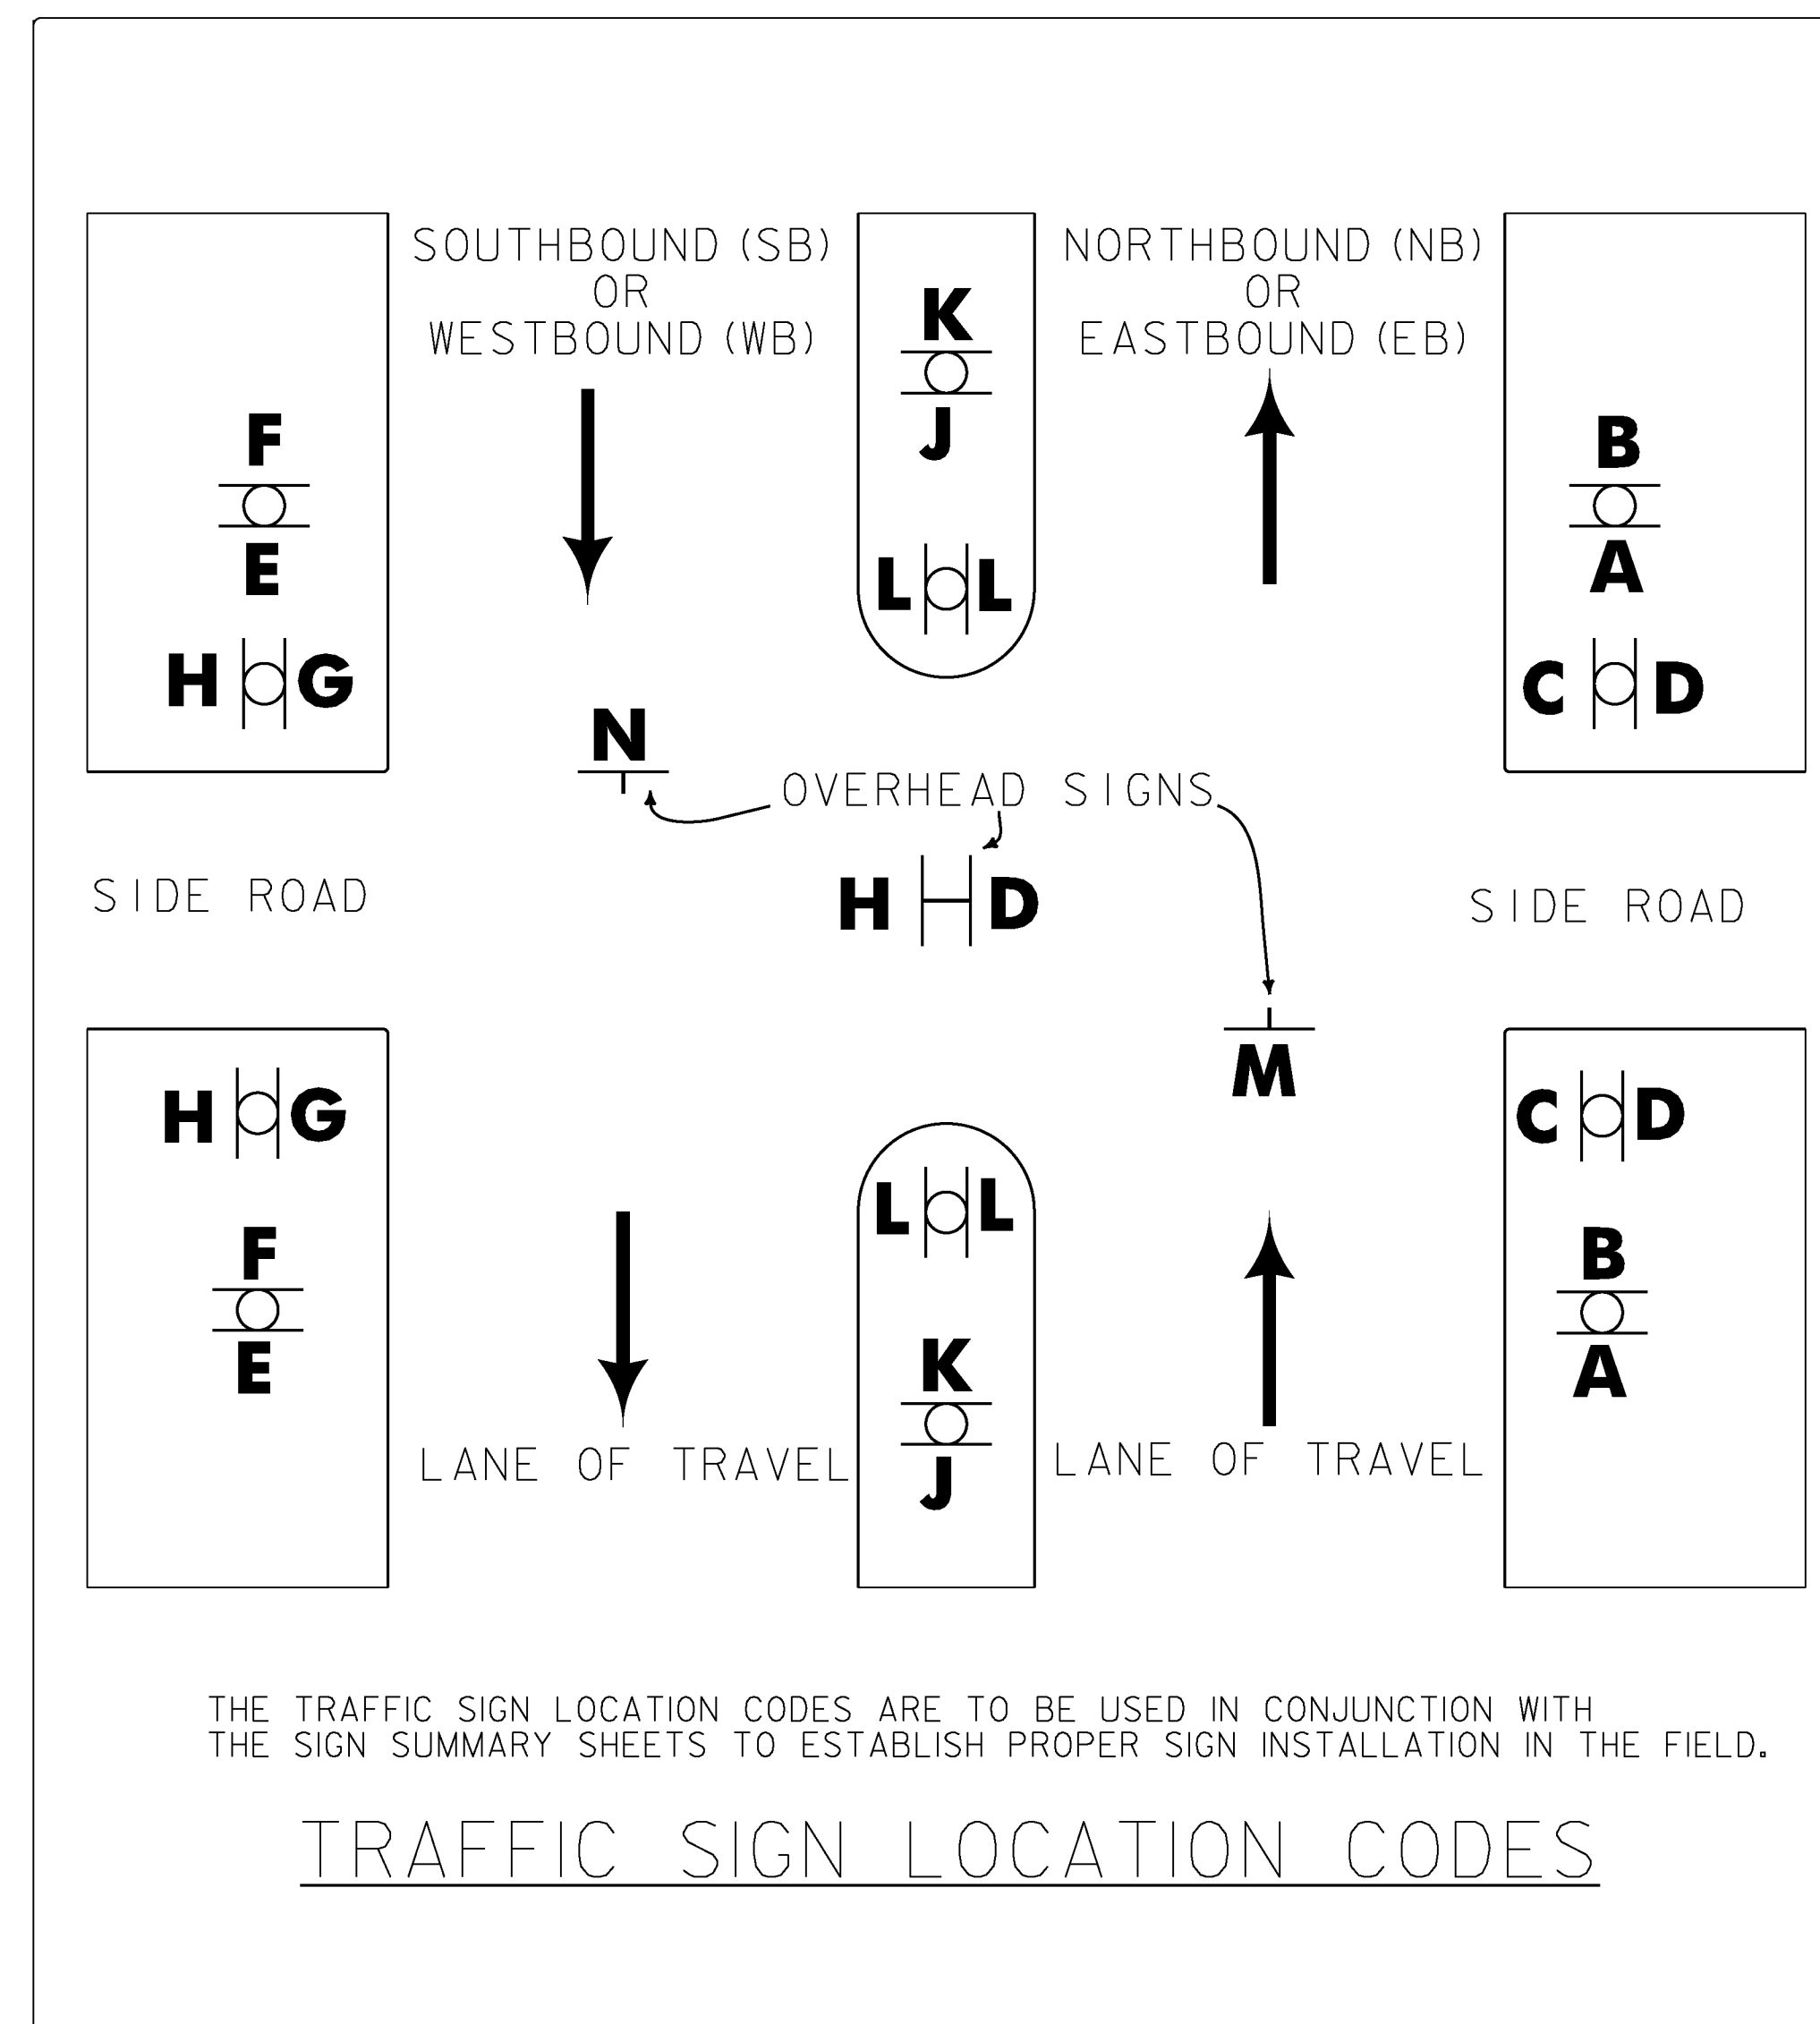 SOUTHBOUND (SB)
OR
WESTBOUND (WB)
NORTHBOUND (NB)
OR
EASTBOUND (EB)
K
J
F
E
B
A
L L
H G
C D
N
OVERHEAD SIGNS
SIDE ROAD
H D
SIDE ROAD
M
H G
C D
L L
F
E
B
A
K
J
LANE OF TRAVEL
LANE OF TRAVEL
THE TRAFFIC SIGN LOCATION CODES ARE TO BE USED IN CONJUNCTION WITH
THE SIGN SUMMARY SHEETS TO ESTABLISH PROPER SIGN INSTALLATION IN THE FIELD.
TRAFFIC SIGN LOCATION CODES